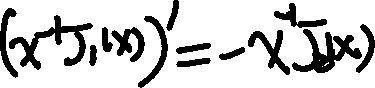 (x⁻¹J₁(x))' = -x⁻¹J₂(x)